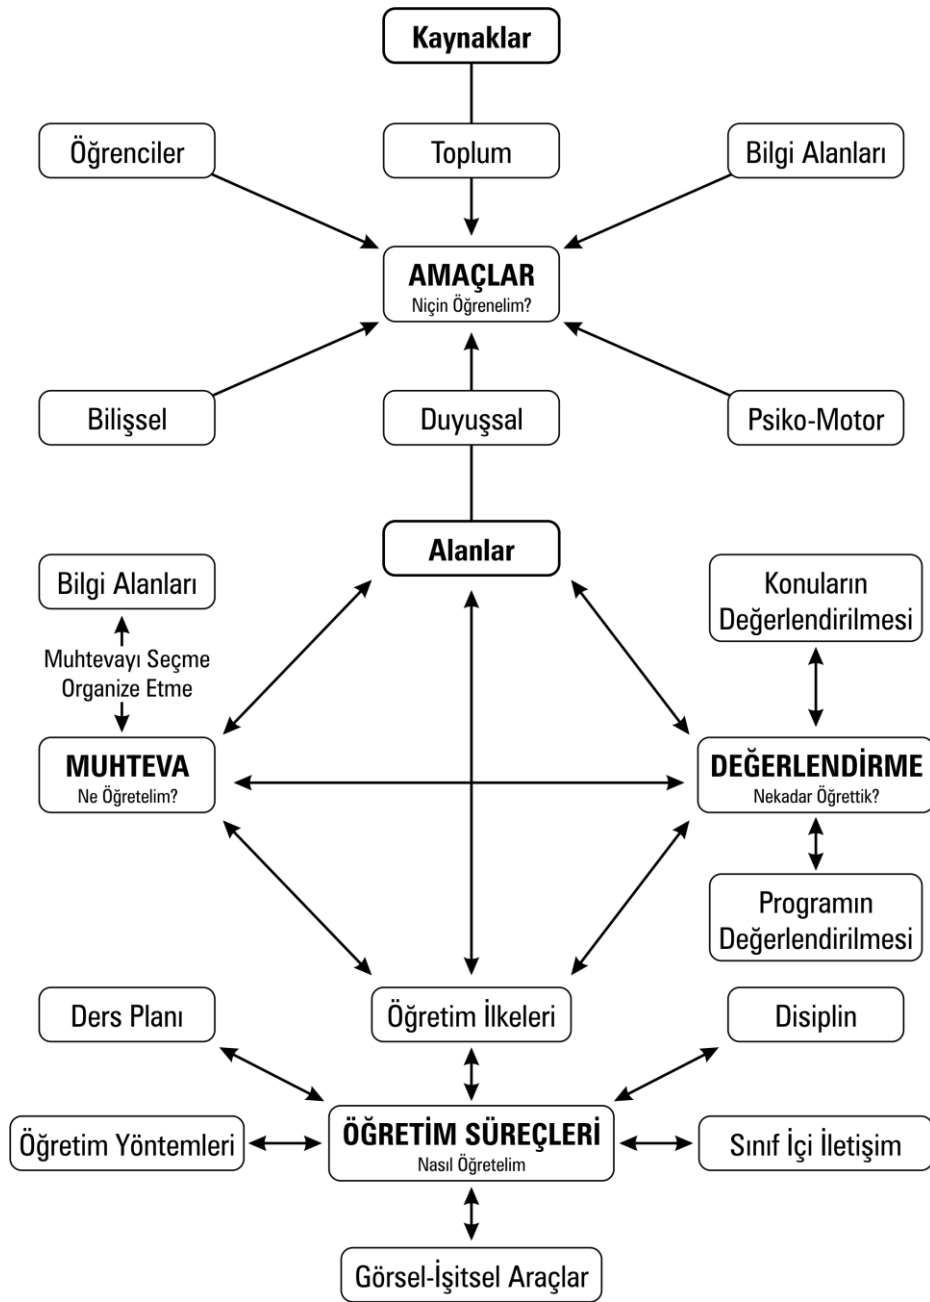 Kaynaklar
Öğrenciler
Toplum
Bilgi Alanları
AMAÇLAR
Niçin Öğrenelim?
Bilişsel
Duyuşsal
Psiko-Motor
Alanlar
Bilgi Alanları
Konuların
Değerlendirilmesi
Muhtevayı Seçme
Organize Etme
MUHTEVA
Ne Öğretelim?
DEĞERLENDİRME
Nekadar Öğrettik?
Programın
Değerlendirilmesi
Ders Planı
Öğretim İlkeleri
Disiplin
Öğretim Yöntemleri
ÖĞRETİM SÜREÇLERİ
Nasıl Öğretelim
Sınıf İçi İletişim
Görsel-İşitsel Araçlar